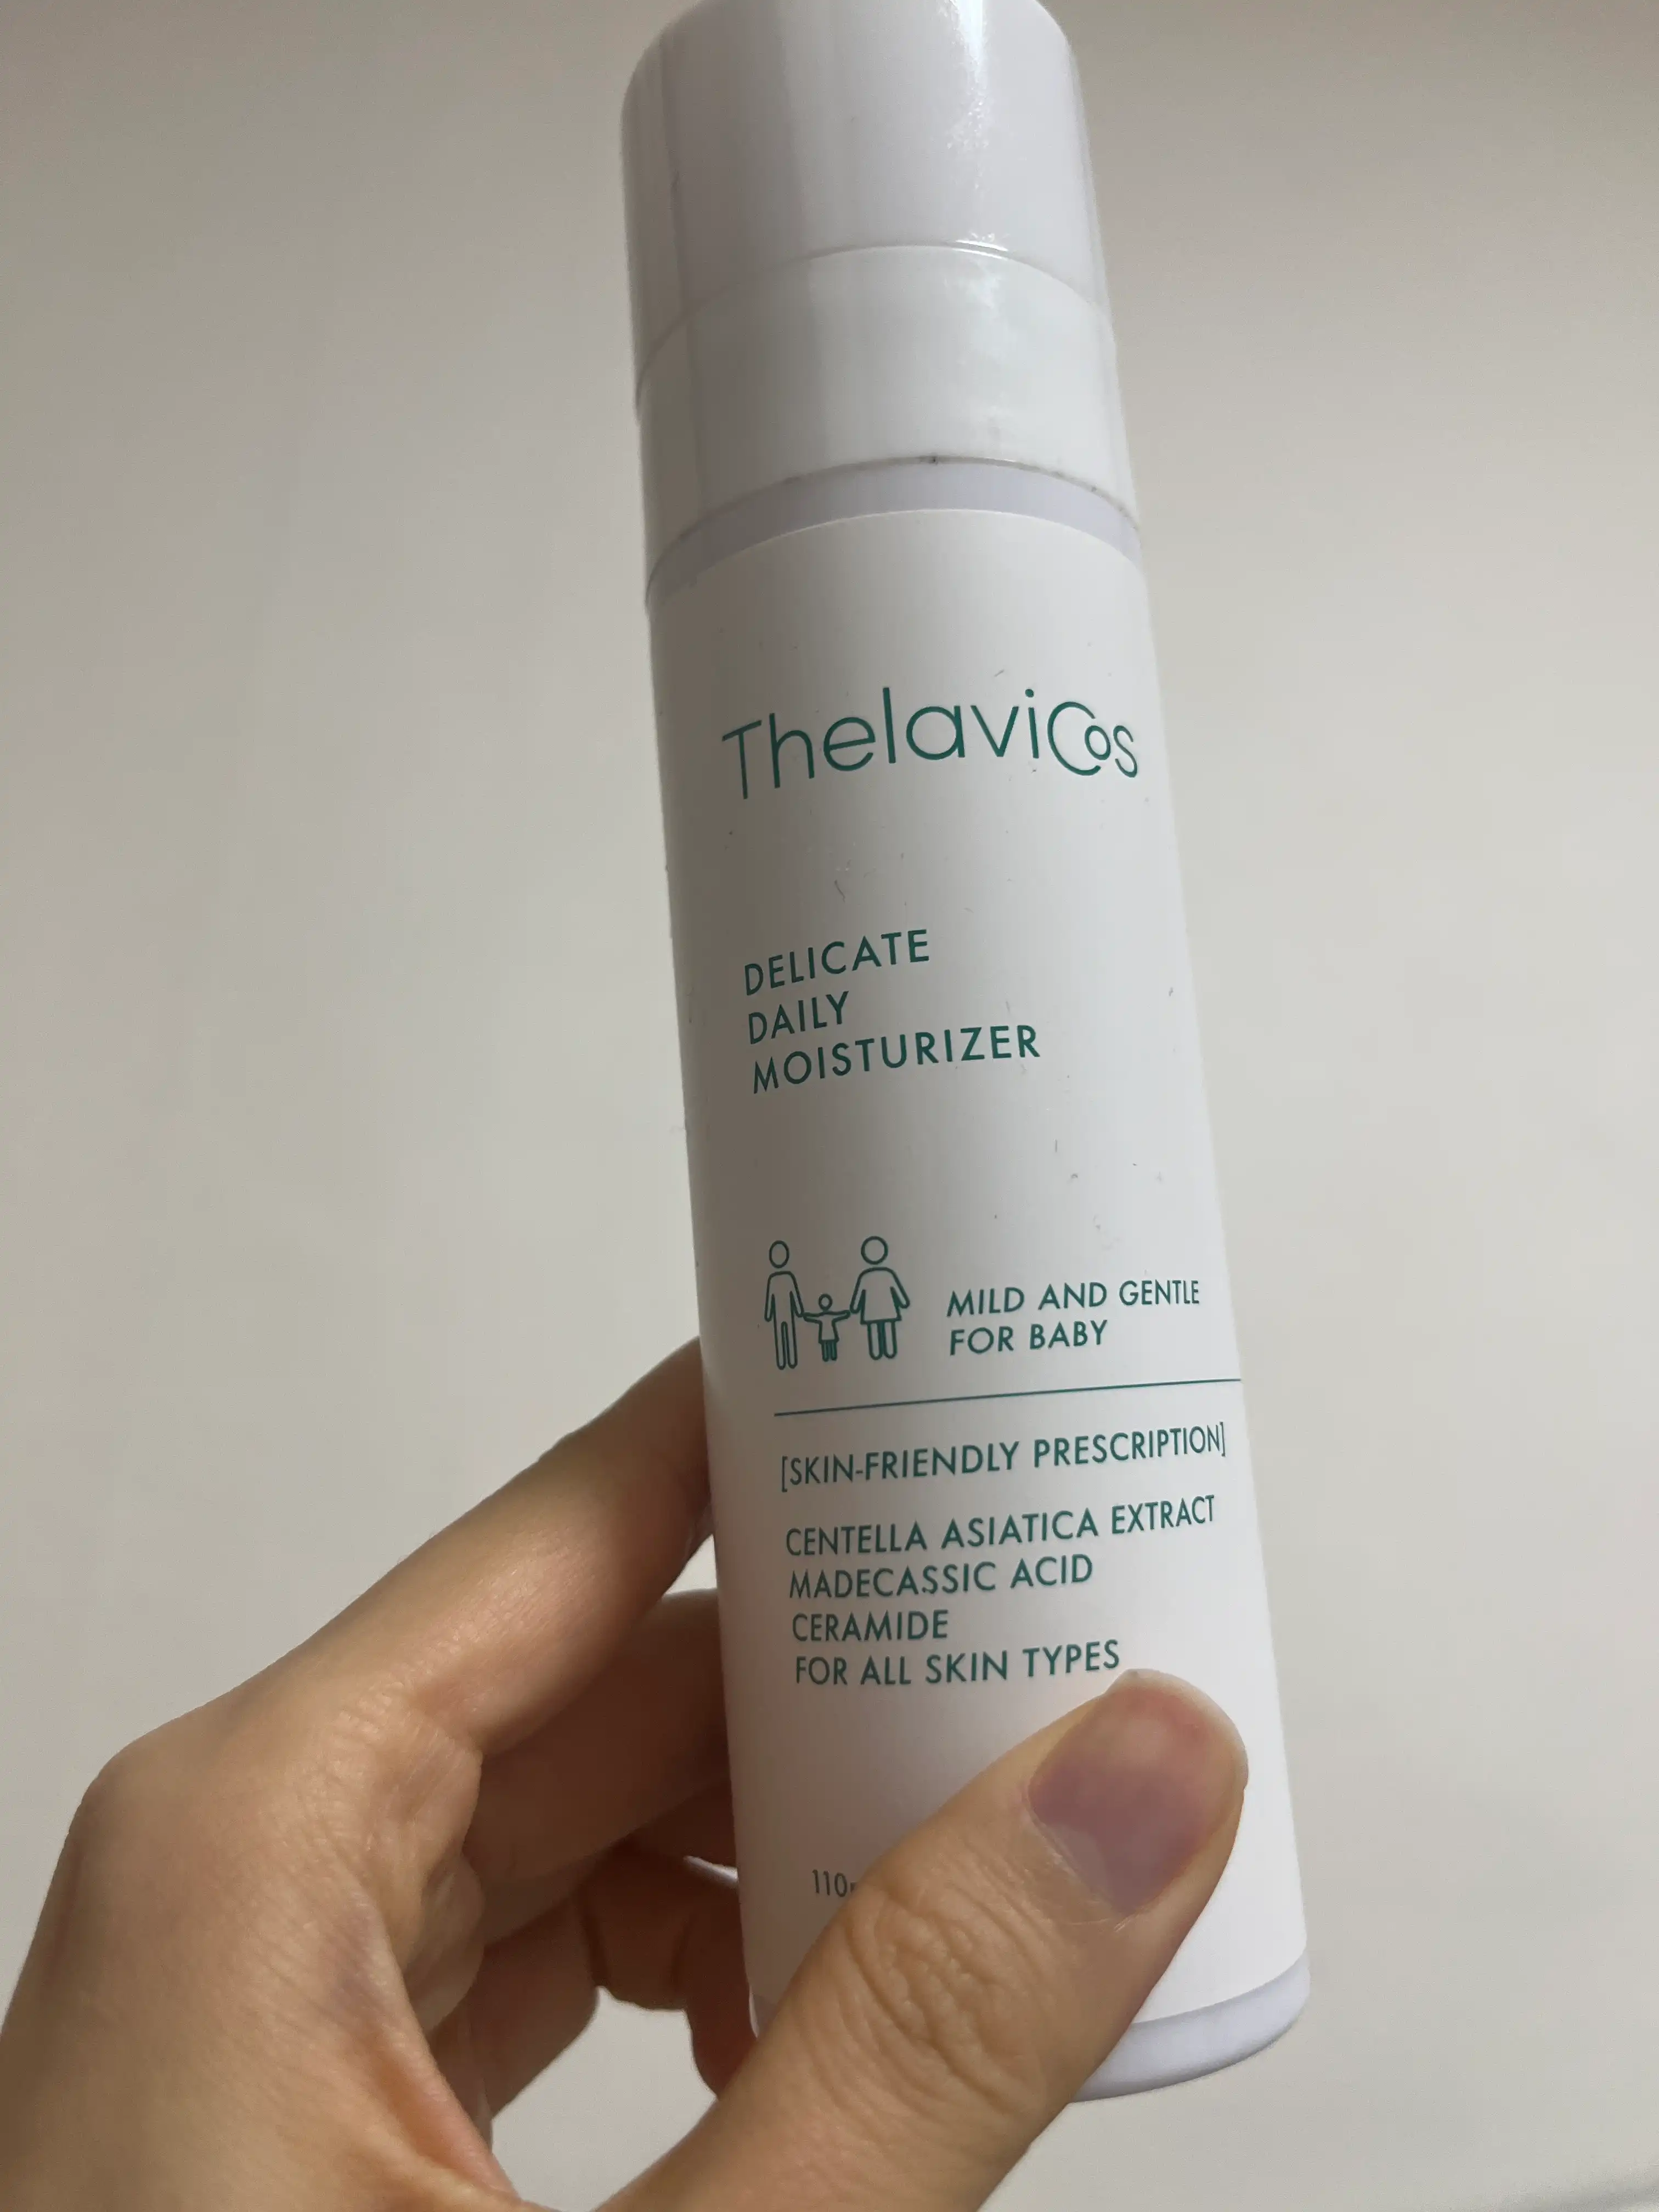 ThelaviCos
DELICATE
DAILY
MOISTURIZER
MILD AND GENTLE
FOR BABY
[SKIN-FRIENDLY PRESCRIPTION]
CENTELLA ASIATICA EXTRACT
MADECASSIC ACID
CERAMIDE
FOR ALL SKIN TYPES